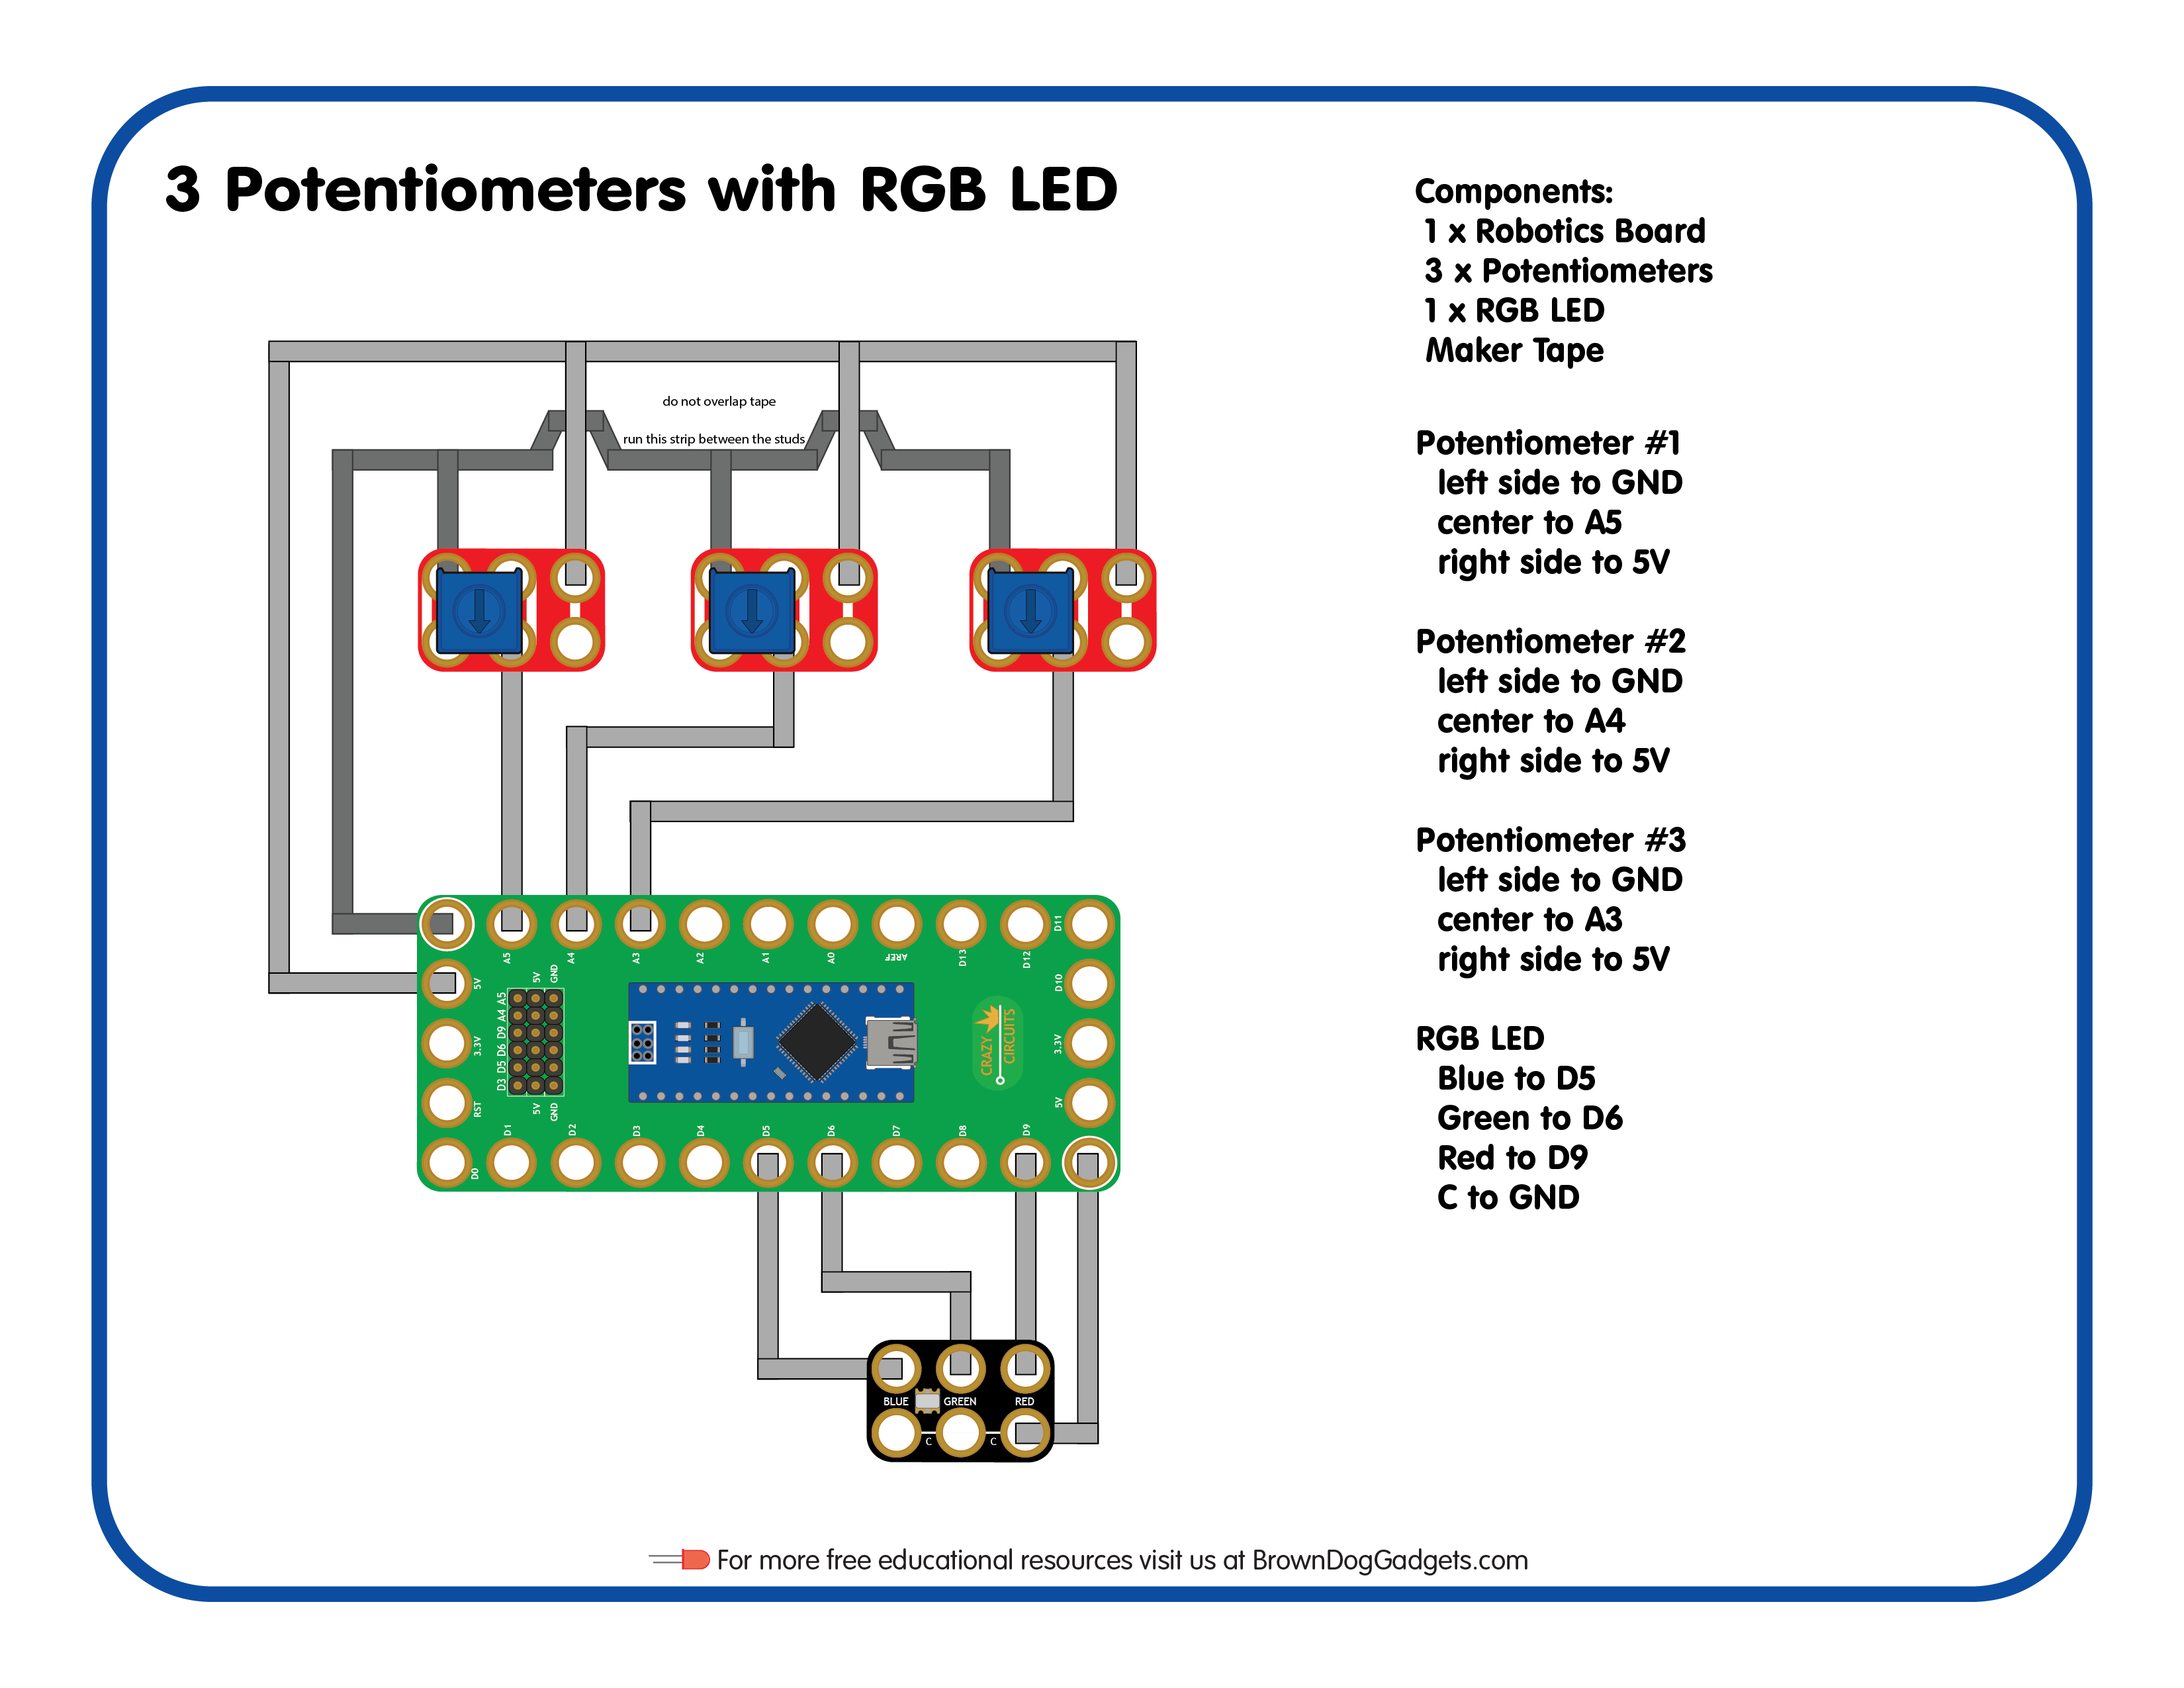 3 Potentiometers with RGB LED
Components:
1 x Robotics Board
3 x Potentiometers
1 x RGB LED
Maker Tape
Potentiometer #1
left side to GND
center to A5
right side to 5V
Potentiometer #2
left side to GND
center to A4
right side to 5V
Potentiometer #3
left side to GND
center to A3
right side to 5V
RGB LED
Blue to D5
Green to D6
Red to D9
C to GND
do not overlap tape
run this strip between the studs
A5
A4
A3
A2
A1
A0
AREF
D13
D12
D11
5V
3.3V
RST
D0
5V
GND
A5
A4
D9
D6
D5
D3
5V
GND
CRAZY
CIRCUITS
D10
3.3V
5V
D1
D2
D3
D4
D5
D6
D7
D8
D9
BLUE
GREEN
RED
C
C
For more free educational resources visit us at BrownDogGadgets.com